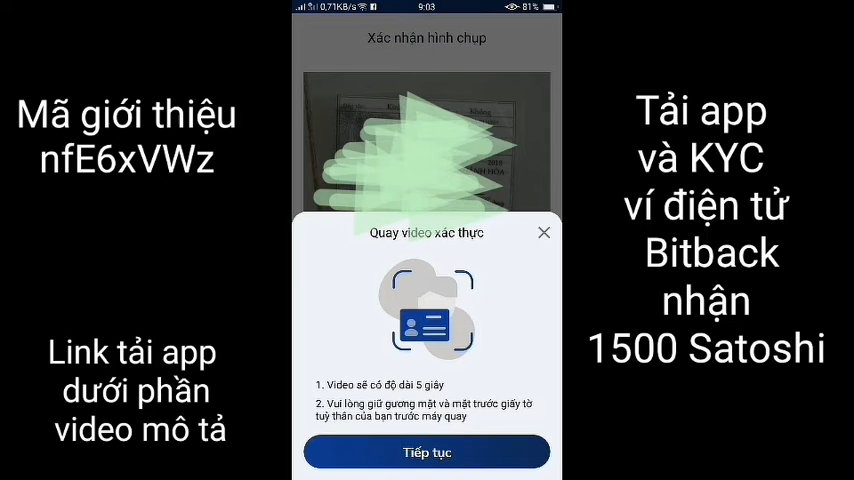 0,71KB/s
9:03
81%
Xác nhận hình chụp
Mã giới thiệu
nfE6xVWz
Link tải app
dưới phần
video mô tả
2018
Quay video xác thực
1. Video sẽ có độ dài 5 giây
2. Vui lòng giữ gương mặt và mặt trước giấy tờ
tuỳ thân của bạn trước máy quay
Tiếp tục
Tải app
và KYC
ví điện tử
Bitback
nhận
1500 Satoshi